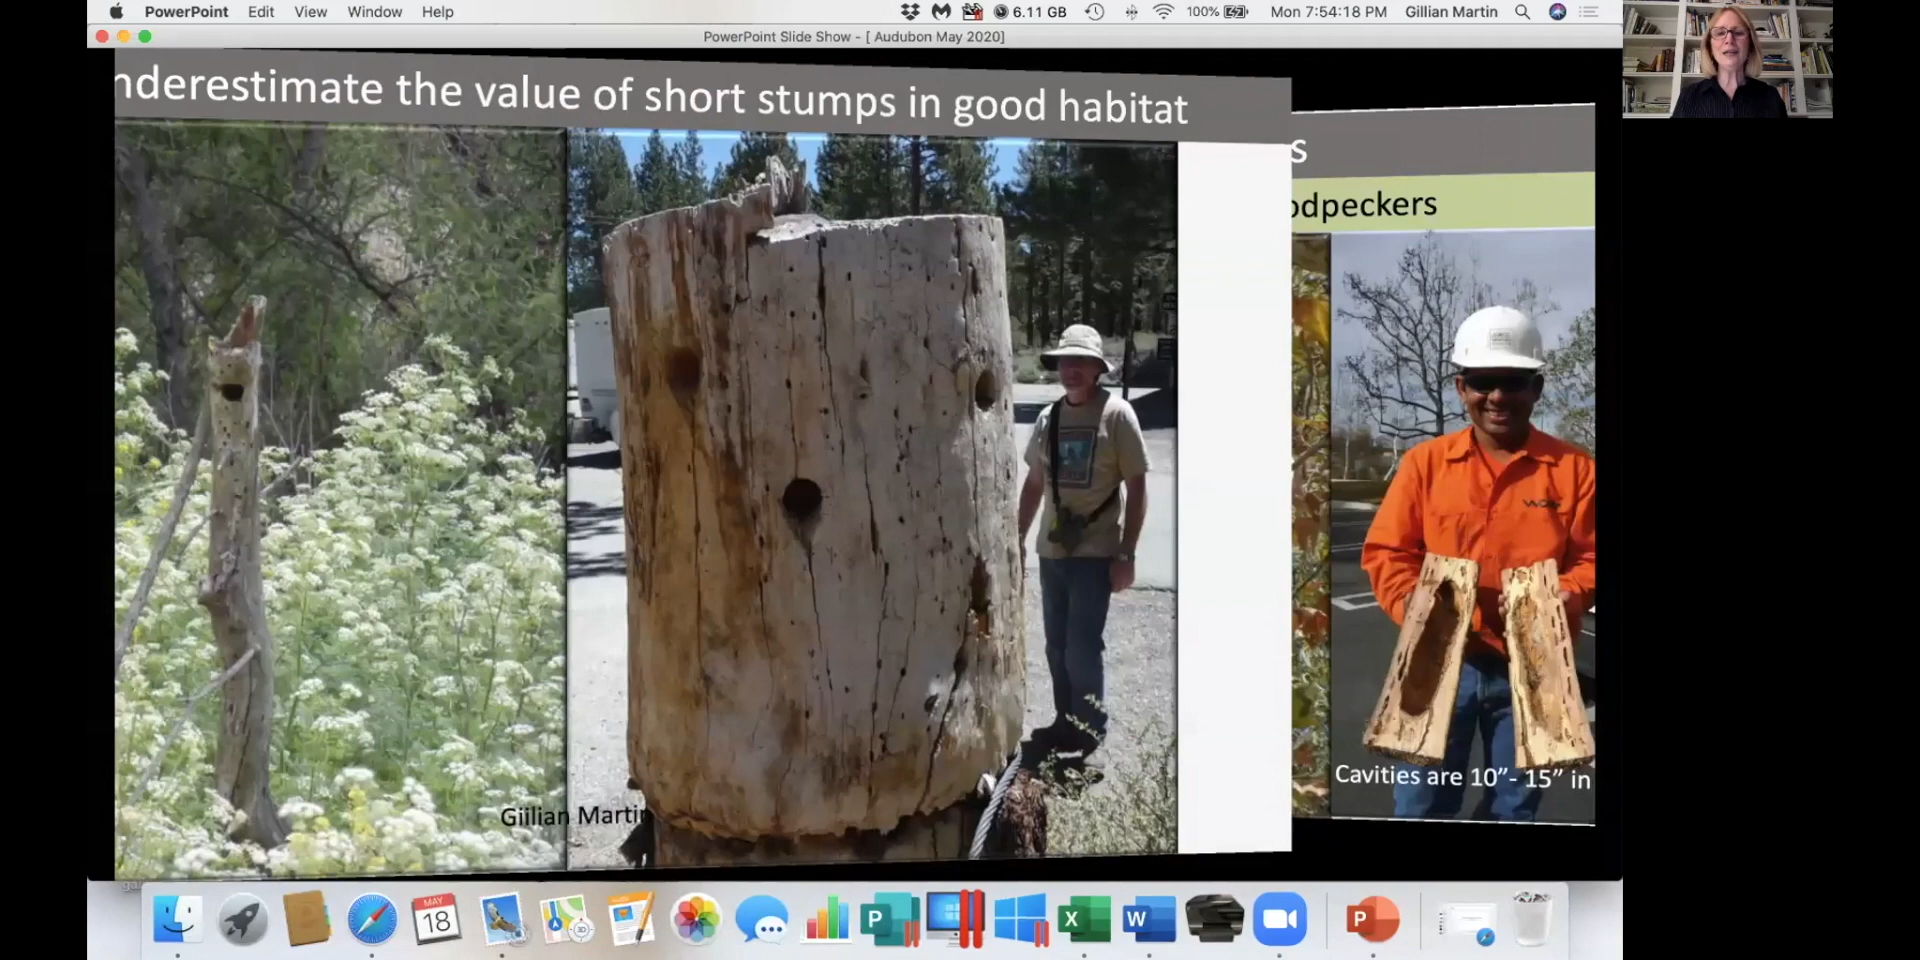 PowerPoint Edit View Window Help 6.11 GB 100% Mon 7:54:18 PM Gillian Martin
PowerPoint Slide Show - [ Audubon May 2020]
nderestimate the value of short stumps in good habitat
s
odpeckers
Cavities are 10”- 15” in
Giilian Martin
MAY
18
3D
P
X
W
P